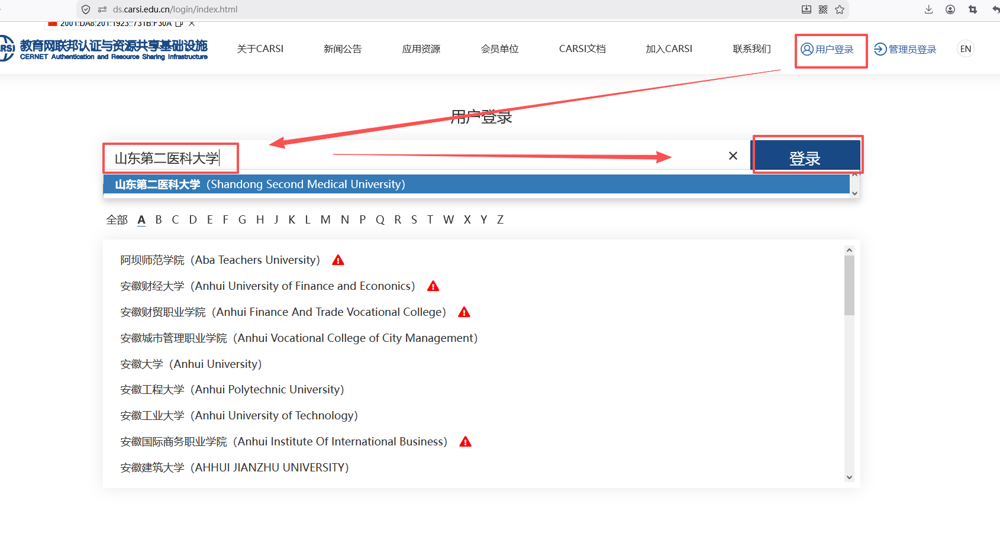 ds.carsi.edu.cn/login/index.html
2001:DA8:201:1923::731B:F30A
教育网联邦认证与资源共享基础设施
CERNET Authentication and Resource Sharing Infrastructure
关于CARSI 新闻公告 应用资源 会员单位 CARSI文档 加入CARSI 联系我们 用户登录 管理员登录 EN
用户登录
山东第二医科大学 登录
山东第二医科大学（Shandong Second Medical University）
全部 A B C D E F G H J K L M N P Q R S T W X Y Z
阿坝师范学院（Aba Teachers University）
安徽财经大学（Anhui University of Finance and Econonics）
安徽财贸职业学院（Anhui Finance And Trade Vocational College）
安徽城市管理职业学院（Anhui Vocational College of City Management）
安徽大学（Anhui University）
安徽工程大学（Anhui Polytechnic University）
安徽工业大学（Anhui University of Technology）
安徽国际商务职业学院（Anhui Institute Of International Business）
安徽建筑大学（AHHUI JIANZHU UNIVERSITY）